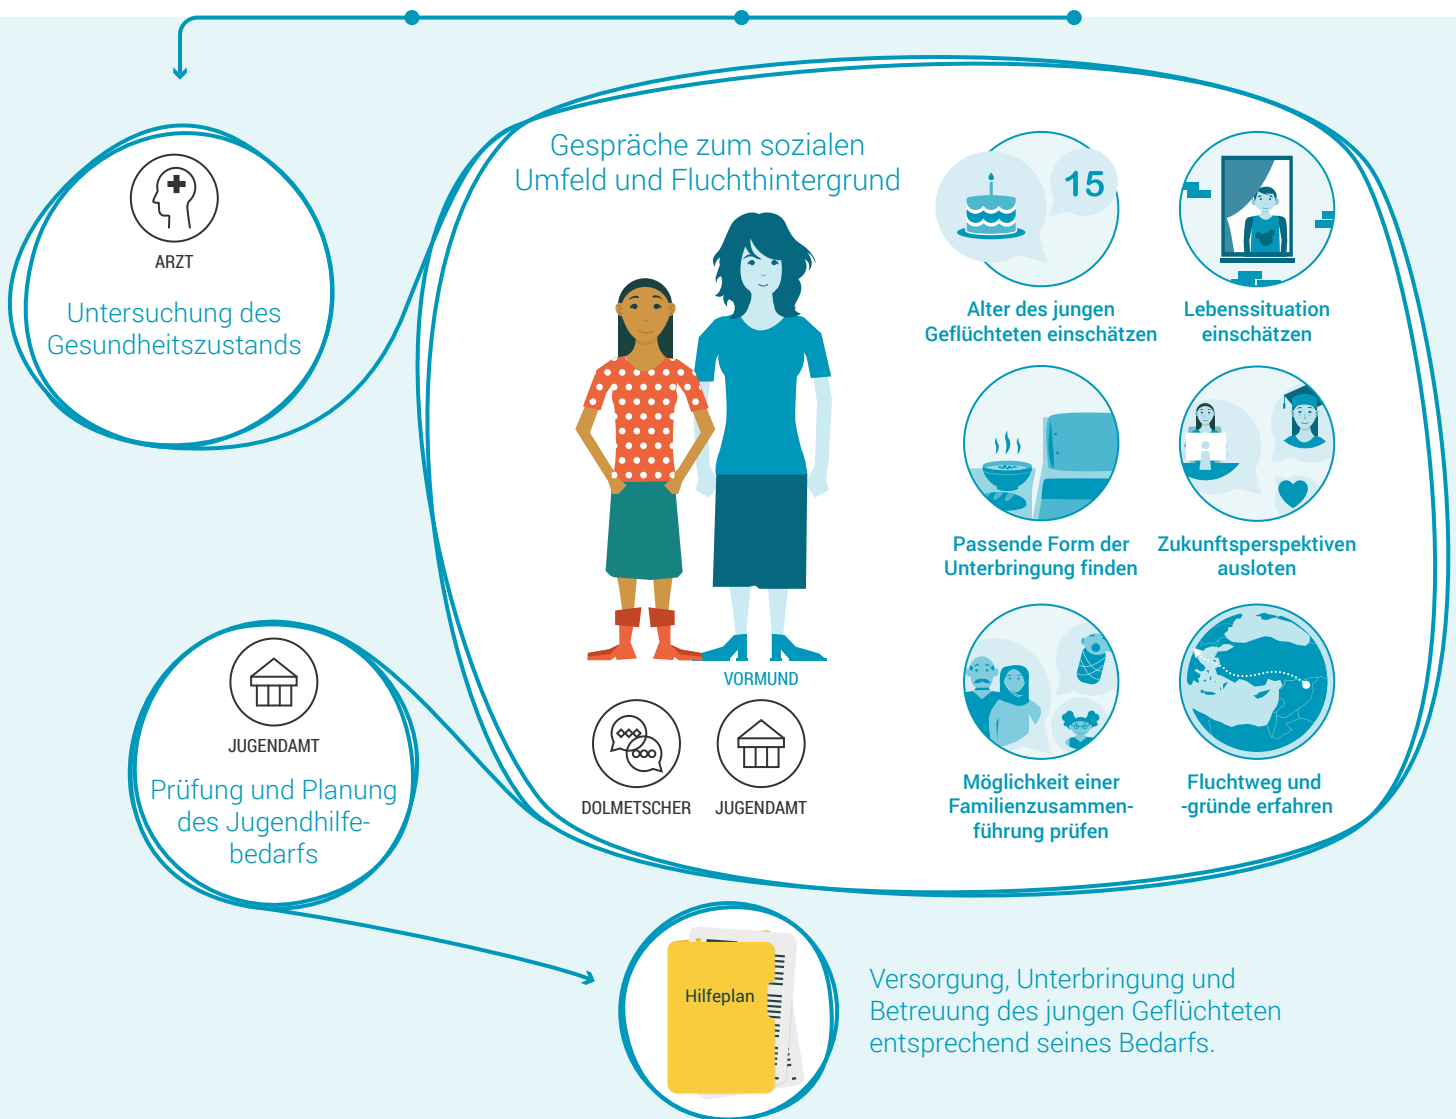 ARZT
Untersuchung des
Gesundheitszustands
Gespräche zum sozialen
Umfeld und Fluchthintergrund
VORMUND
DOLMETSCHER
JUGENDAMT
15
Alter des jungen
Geflüchteten einschätzen
Lebenssituation
einschätzen
Passende Form der
Unterbringung finden
Zukunftsperspektiven
ausloten
Möglichkeit einer
Familienzusammen-
führung prüfen
Fluchtweg und
-gründe erfahren
JUGENDAMT
Prüfung und Planung
des Jugendhilfe-
bedarfs
Hilfeplan
Versorgung, Unterbringung und
Betreuung des jungen Geflüchteten
entsprechend seines Bedarfs.